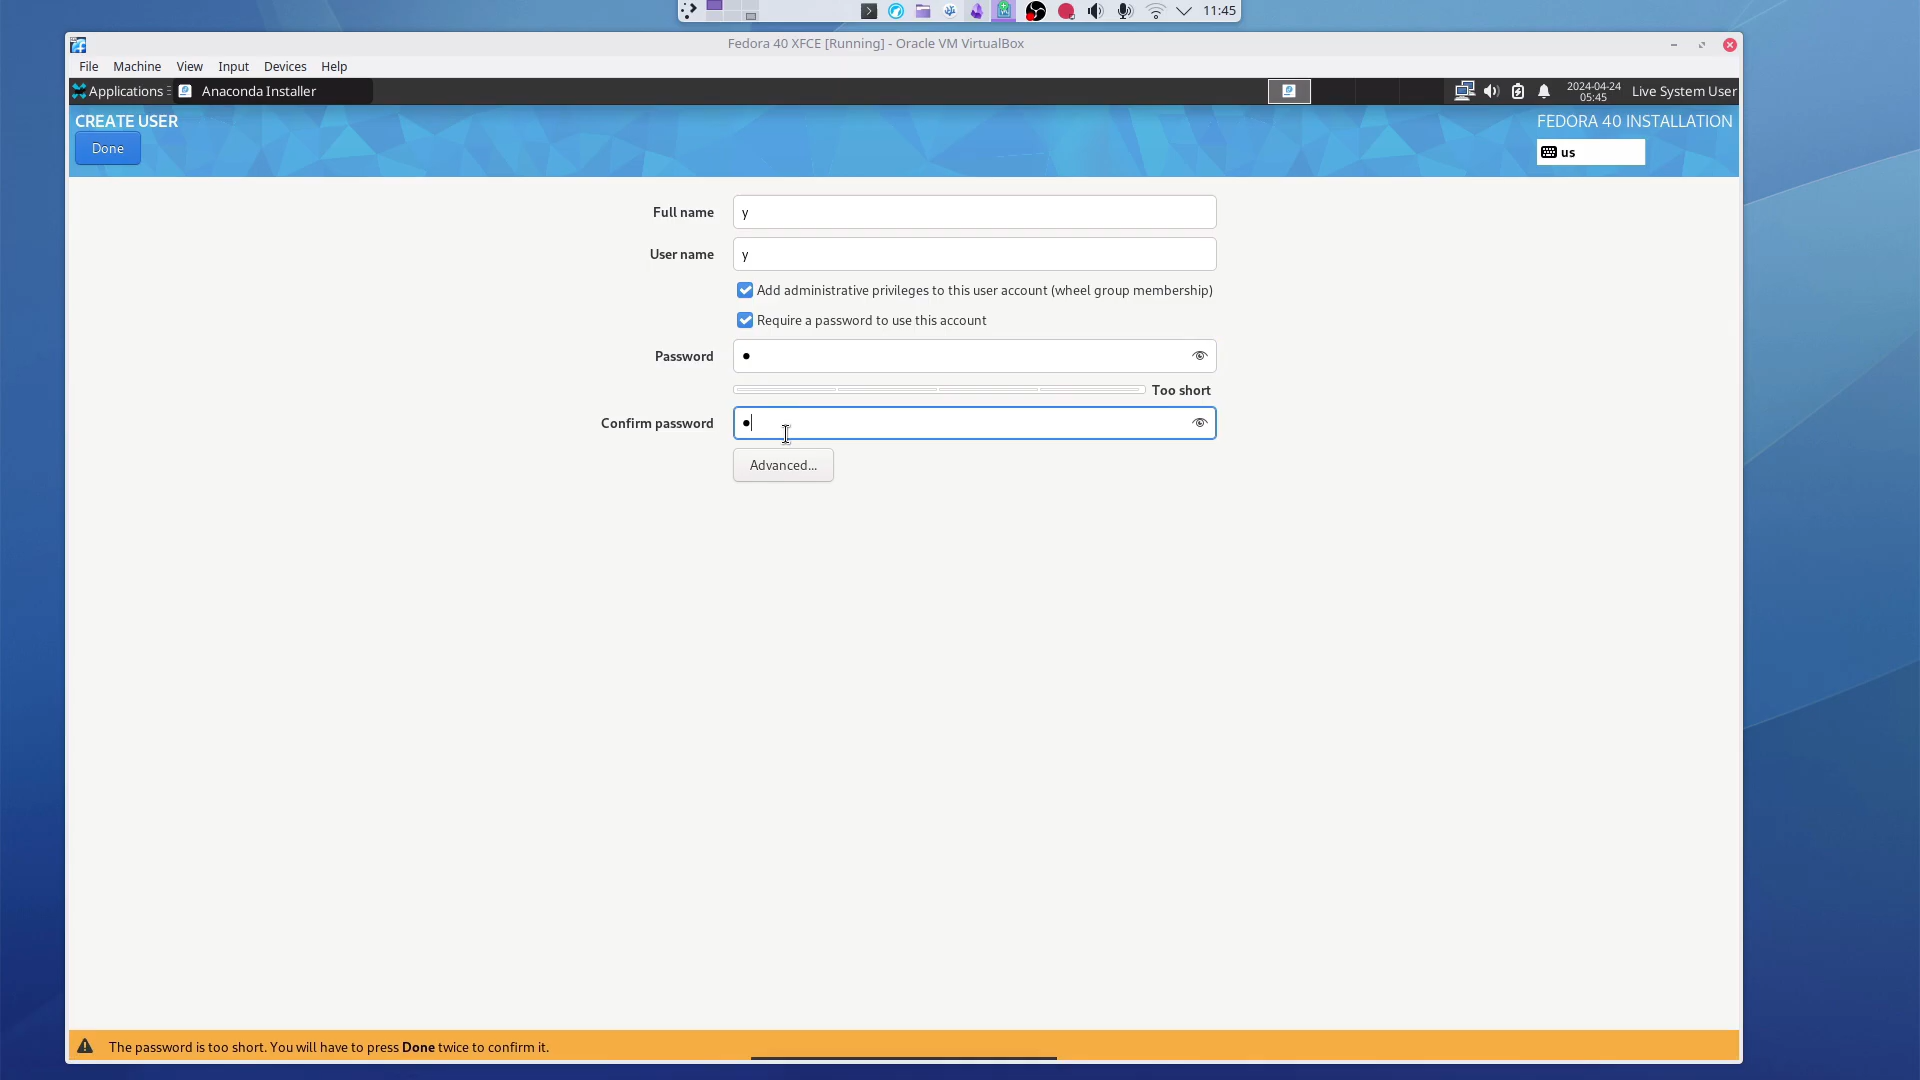 11:45
Fedora 40 XFCE [Running] - Oracle VM VirtualBox
File Machine View Input Devices Help
Applications Anaconda Installer 2024-04-24 05:45 Live System User
CREATE USER
FEDORA 40 INSTALLATION
Done
us
Full name y
User name y
Add administrative privileges to this user account (wheel group membership)
Require a password to use this account
Password ●
Too short
Confirm password ●
Advanced...
The password is too short. You will have to press Done twice to confirm it.